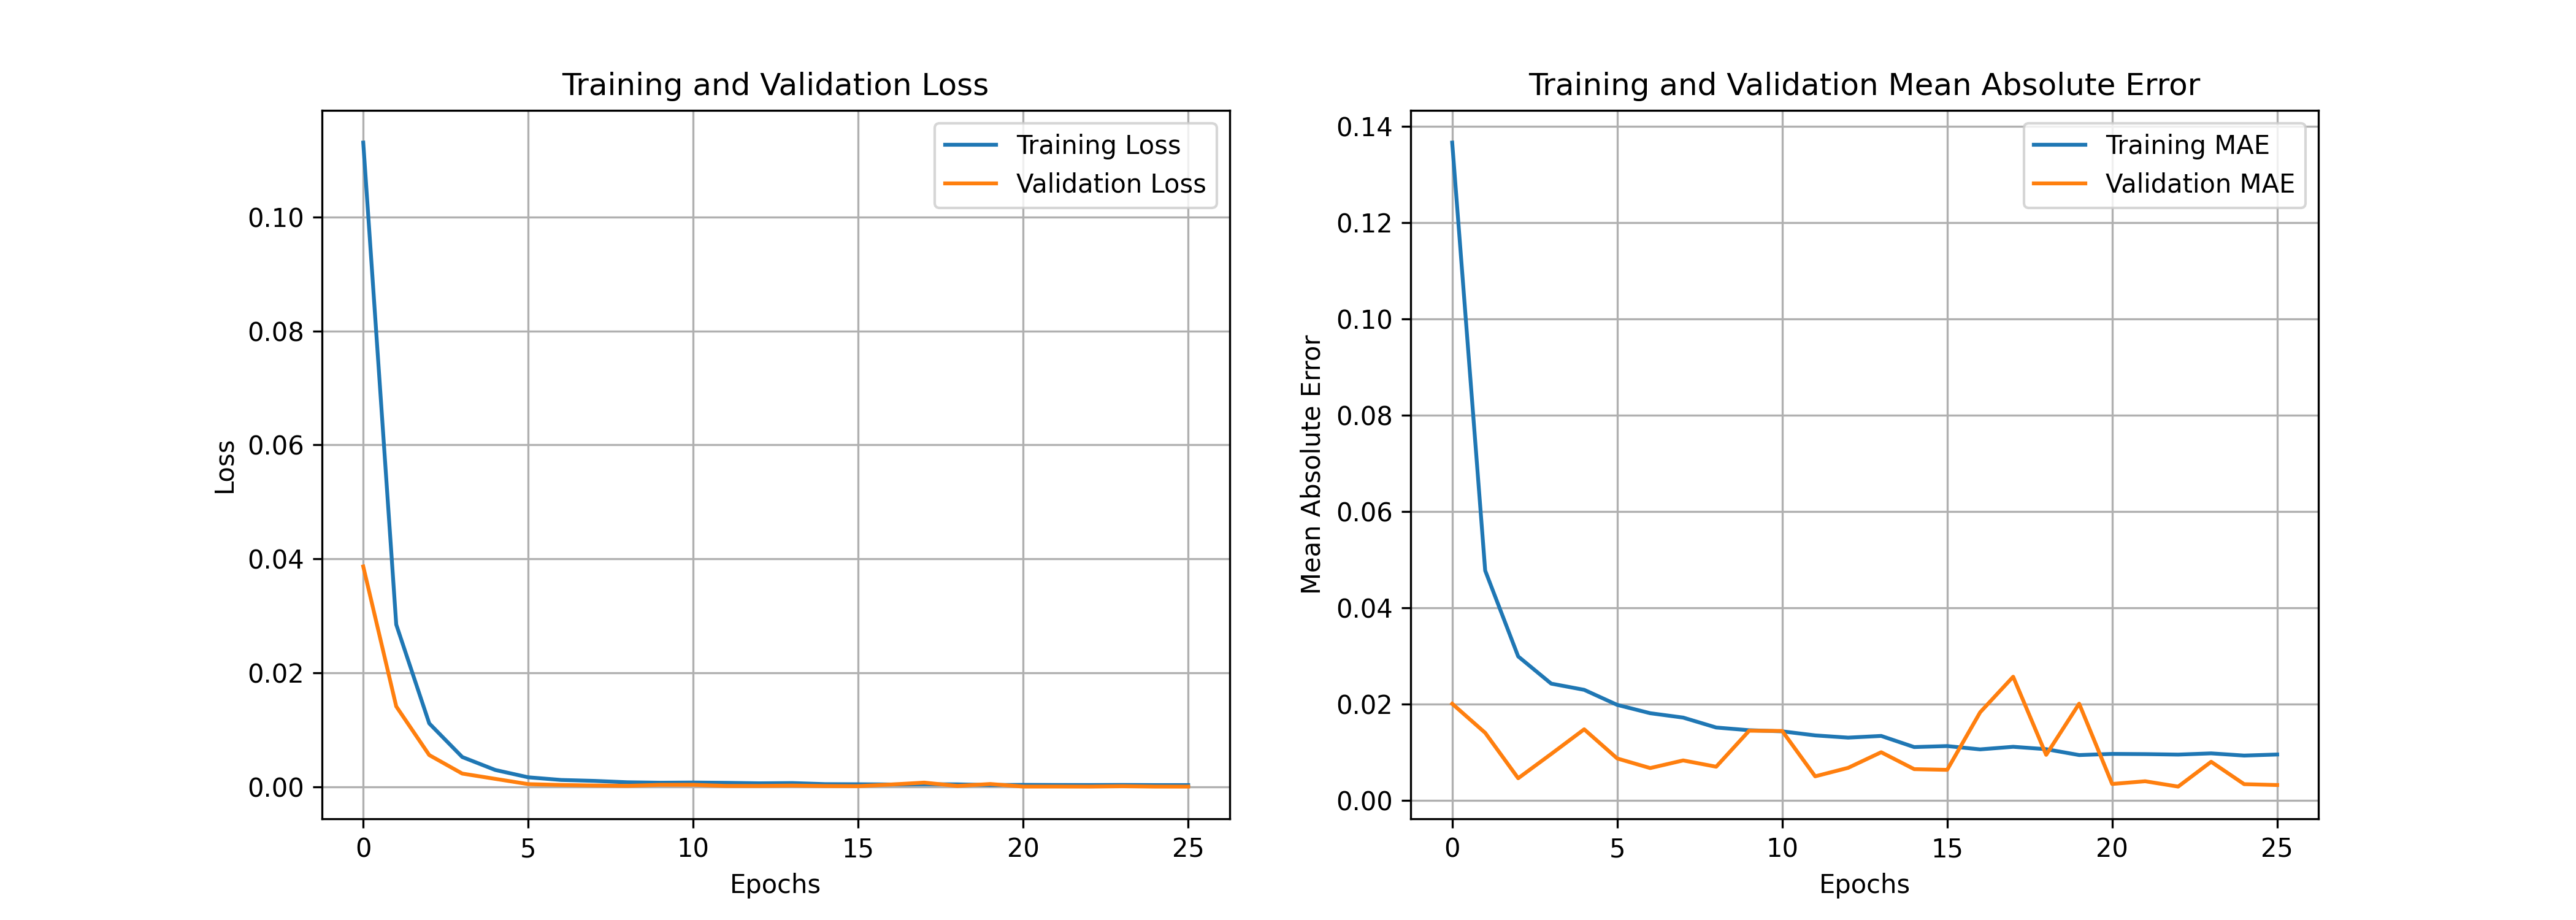 Training and Validation Loss
Training Loss
Validation Loss
0.10
0.08
0.06
0.04
0.02
0.00
Loss
0 5 10 15 20 25
Epochs
Training and Validation Mean Absolute Error
Training MAE
Validation MAE
0.14
0.12
0.10
0.08
0.06
0.04
0.02
0.00
Mean Absolute Error
0 5 10 15 20 25
Epochs